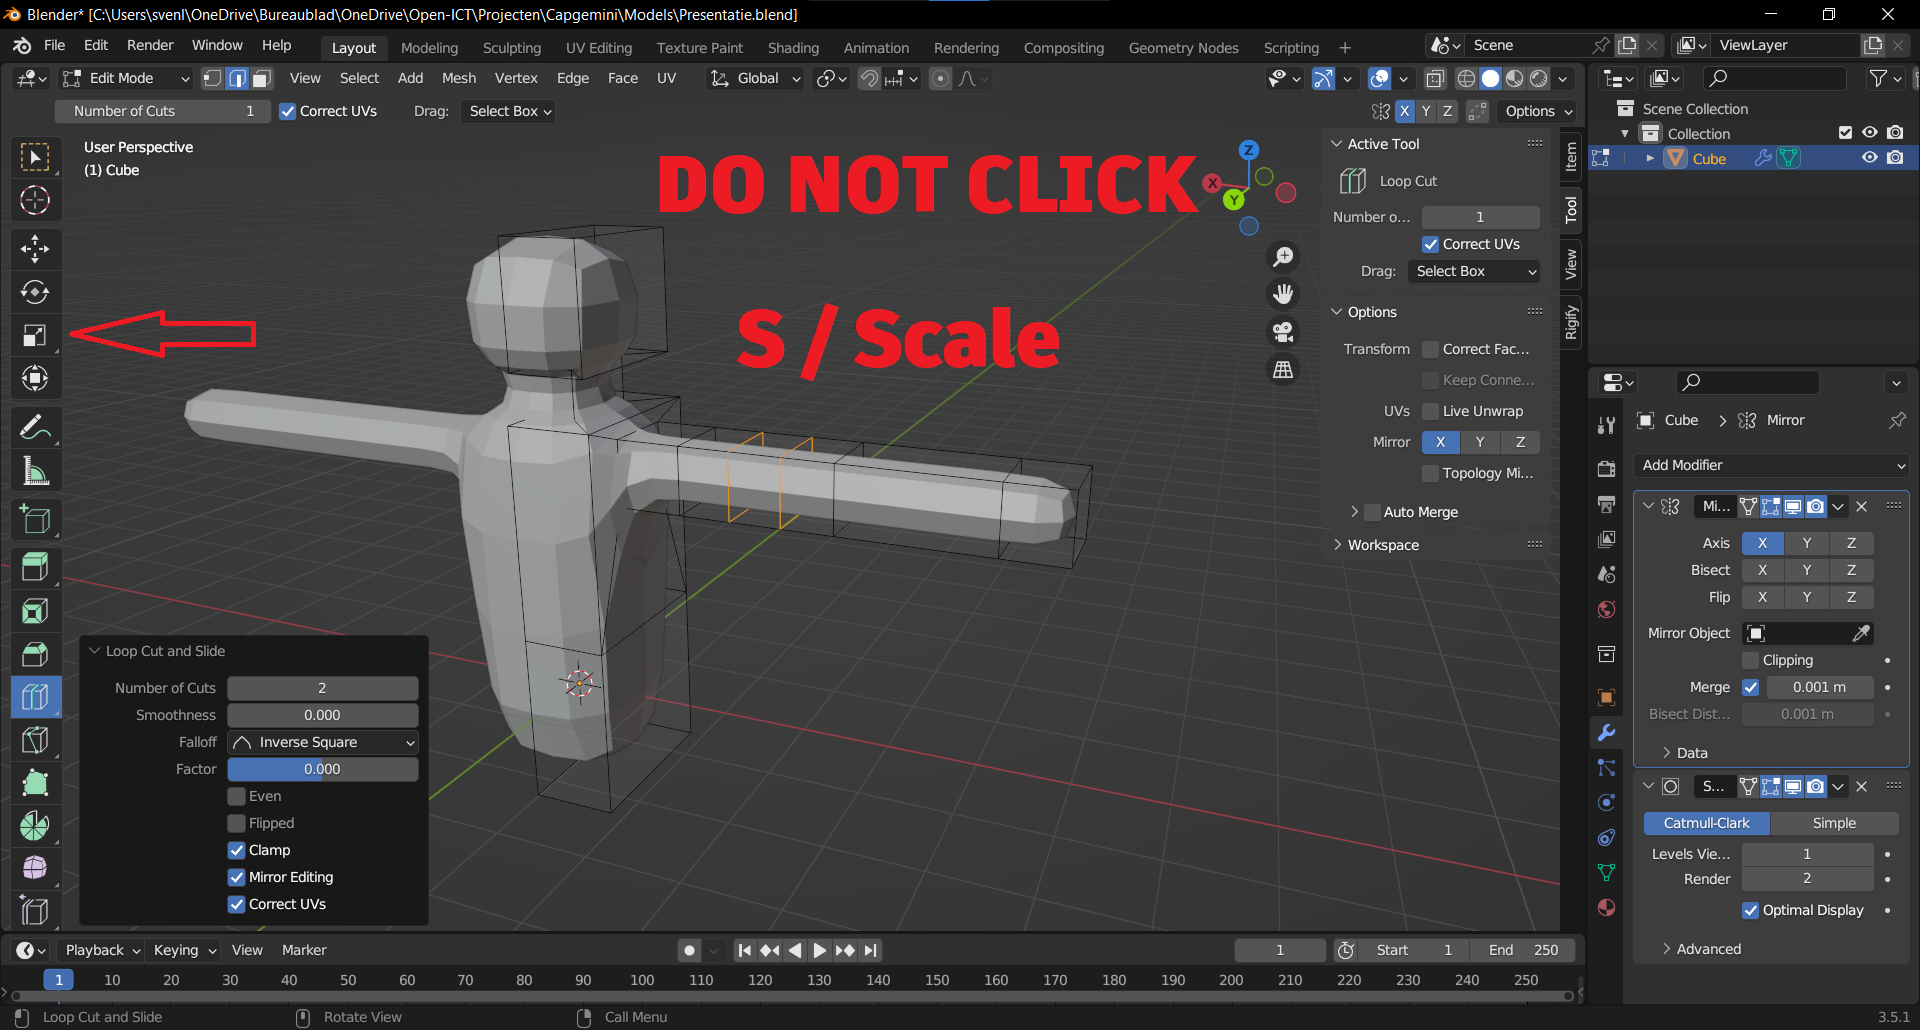 Blender* [C:\Users\svenl\OneDrive\Bureaublad\OneDrive\Open-ICT\Projecten\Capgemini\Models\Presentatie.blend]
File Edit Render Window Help Layout Modeling Sculpting UV Editing Texture Paint Shading Animation Rendering Compositing Geometry Nodes Scripting + Scene ViewLayer
Edit Mode View Select Add Mesh Vertex Edge Face UV Global
Number of Cuts 1 Correct UVs Drag: Select Box X Y Z Options
User Perspective
(1) Cube
DO NOT CLICK
S / Scale
Z
X
Y
Active Tool
Loop Cut
Number o... 1
Correct UVs
Drag: Select Box
Options
Transform Correct Fac...
Keep Conne...
UVs Live Unwrap
Mirror X Y Z
Topology Mi...
Auto Merge
Workspace
Item
Tool
View
Rigify
Scene Collection
Collection
Cube
Cube Mirror
Add Modifier
Mi...
Axis X Y Z
Bisect X Y Z
Flip X Y Z
Mirror Object
Clipping
Merge 0.001 m
Bisect Dist... 0.001 m
Data
S...
Catmull-Clark Simple
Levels Vie... 1
Render 2
Optimal Display
Advanced
Loop Cut and Slide
Number of Cuts 2
Smoothness 0.000
Falloff Inverse Square
Factor 0.000
Even
Flipped
Clamp
Mirror Editing
Correct UVs
Playback Keying View Marker 1 Start 1 End 250
1 10 20 30 40 50 60 70 80 90 100 110 120 130 140 150 160 170 180 190 200 210 220 230 240 250
Loop Cut and Slide Rotate View Call Menu 3.5.1